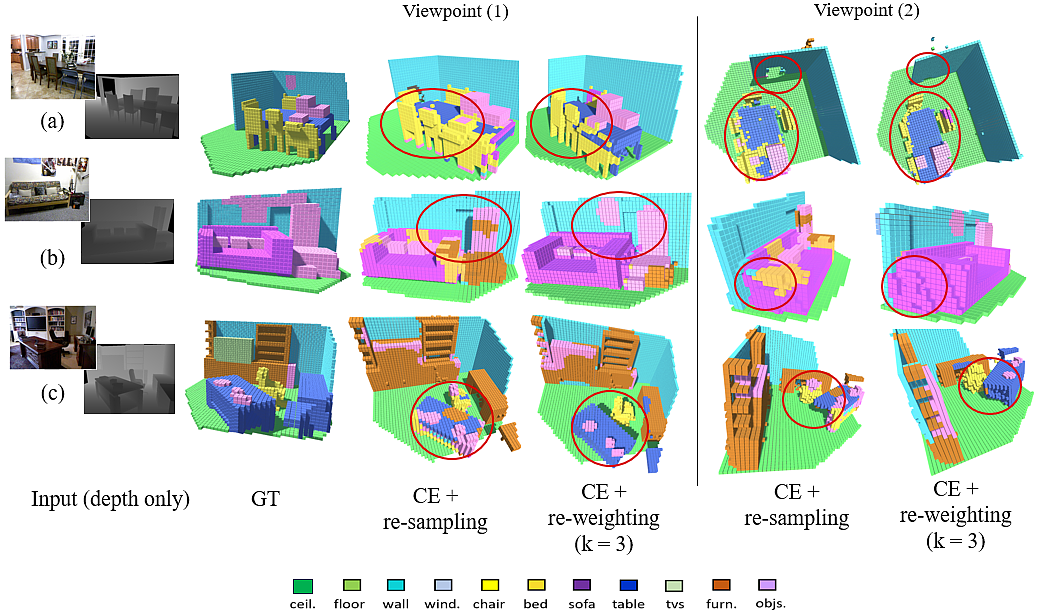 Viewpoint (1)
Viewpoint (2)
(a)
(b)
(c)
Input (depth only)
GT
CE +
re-sampling
CE +
re-weighting
(k = 3)
CE +
re-sampling
CE +
re-weighting
(k = 3)
ceil. floor wall wind. chair bed sofa table tvs furn. objs.